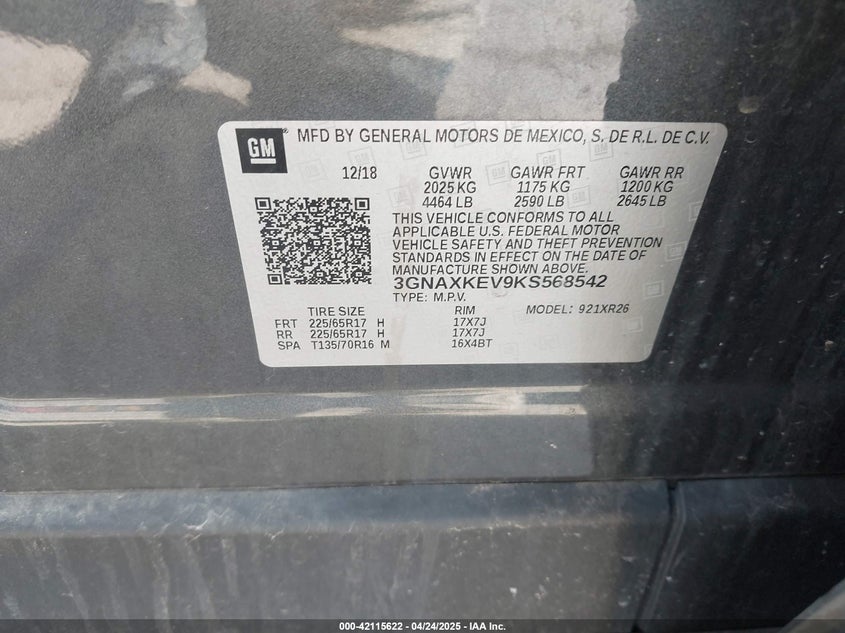 GM MFD BY GENERAL MOTORS DE MEXICO, S. DE R.L. DE C.V.
12/18 GVWR GAWR FRT GAWR RR
2025 KG 1175 KG 1200 KG
4464 LB 2590 LB 2645 LB
THIS VEHICLE CONFORMS TO ALL
APPLICABLE U.S. FEDERAL MOTOR
VEHICLE SAFETY AND THEFT PREVENTION
STANDARDS IN EFFECT ON THE DATE OF
MANUFACTURE SHOWN ABOVE.
3GNAXKEV9KS568542
TYPE: M.P.V. MODEL: 921XR26
TIRE SIZE RIM
FRT 225/65R17 H 17X7J
RR 225/65R17 H 17X7J
SPA T135/70R16 M 16X4BT
000-42115622 - 04/24/2025 - IAA Inc.